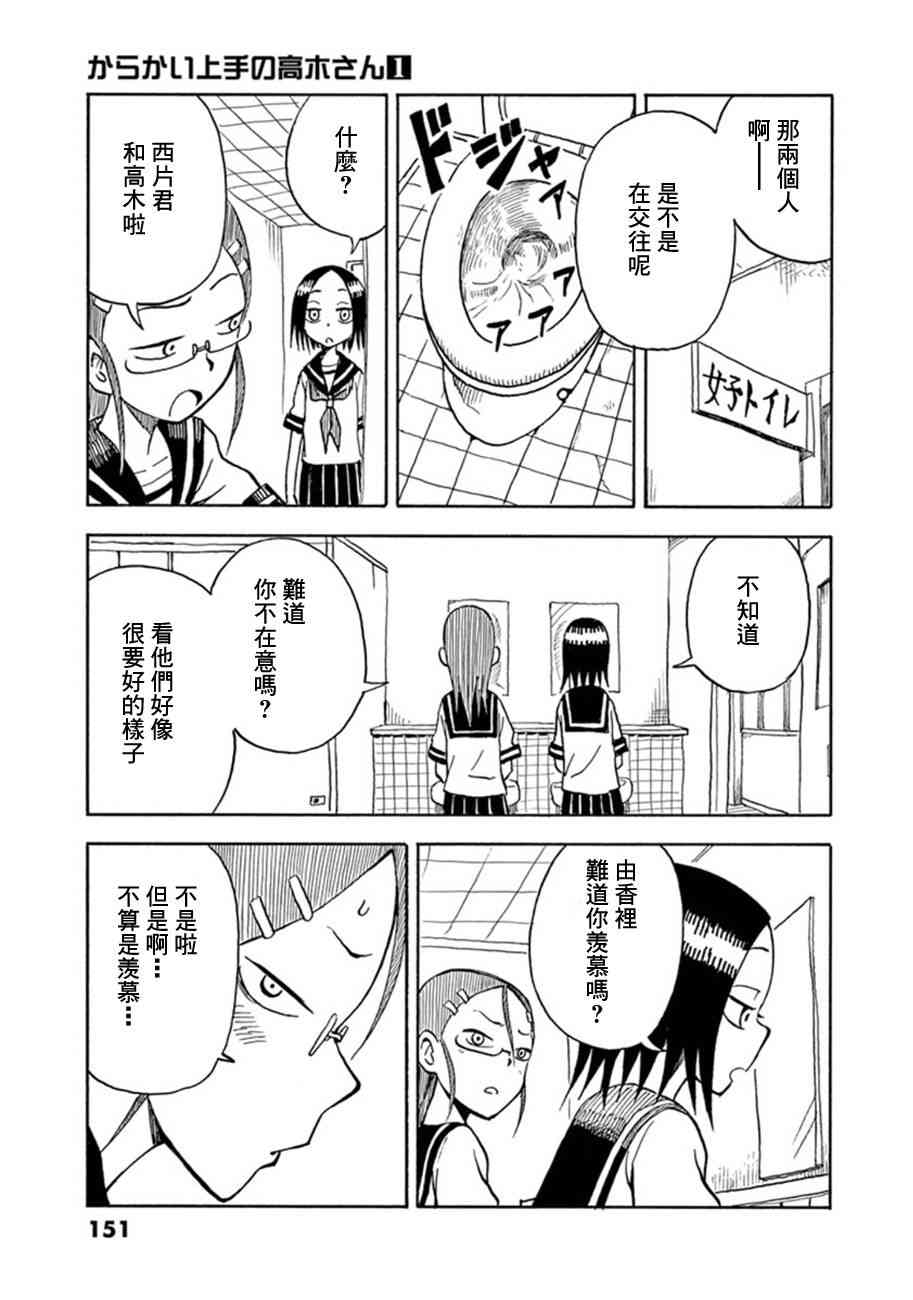 からかい上手の高木さん1
那兩個人
啊——
是不是
在交往呢
女子トイレ
ドジャァァァァ
什麼？
西片君
和高木啦
不知道
難道
你不在意嗎？
看他們好像
很要好的樣子
由香裡
難道你羨慕嗎？
不是啦
但是啊…
不算是羨慕…
151